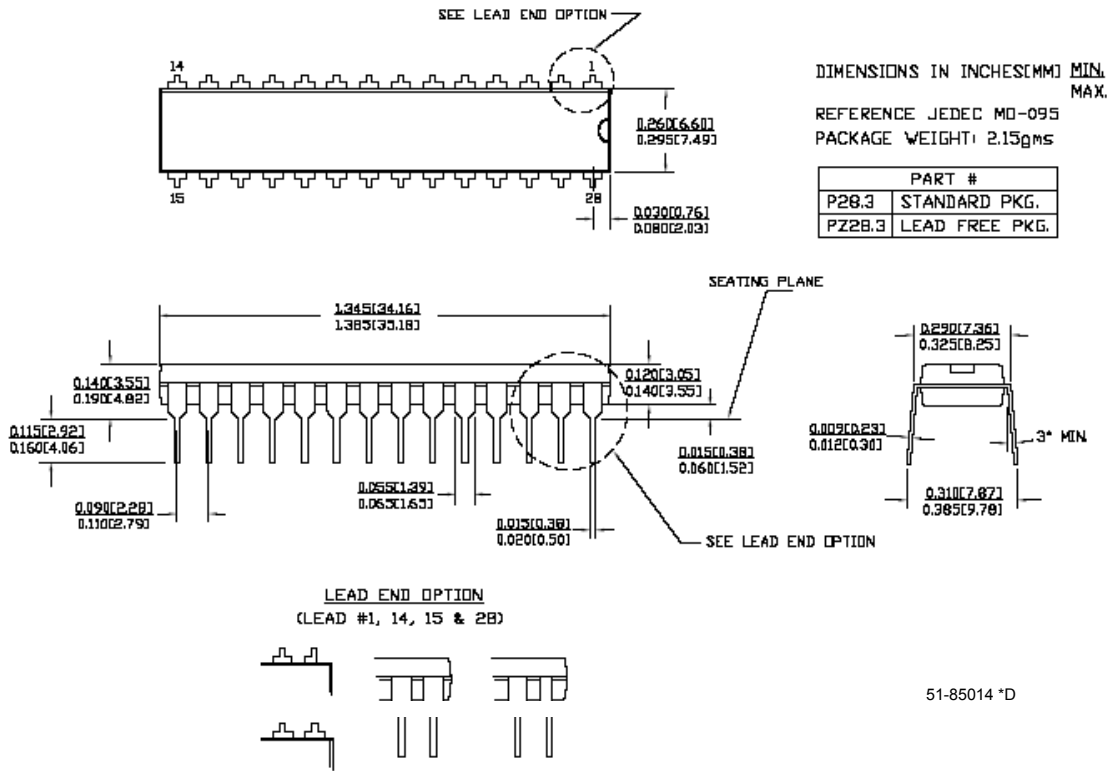 SEE LEAD END OPTION
14
1
15
28
0.260[6.60]
0.295[7.49]
0.030[0.76]
0.080[2.03]
DIMENSIONS IN INCHES[MM] MIN.
MAX.
REFERENCE JEDEC MO-095
PACKAGE WEIGHT: 2.15gms
PART #
P28.3 STANDARD PKG.
PZ28.3 LEAD FREE PKG.
SEATING PLANE
1.345[34.16]
1.385[35.18]
0.290[7.36]
0.325[8.25]
0.140[3.55]
0.190[4.82]
0.120[3.05]
0.140[3.55]
0.115[2.92]
0.160[4.06]
0.015[0.38]
0.060[1.52]
0.009[0.23]
0.012[0.30]
3° MIN.
0.055[1.39]
0.065[1.65]
0.090[2.28]
0.110[2.79]
0.015[0.38]
0.020[0.50]
0.310[7.87]
0.385[9.78]
SEE LEAD END OPTION
LEAD END OPTION
(LEAD #1, 14, 15 & 28)
51-85014 *D